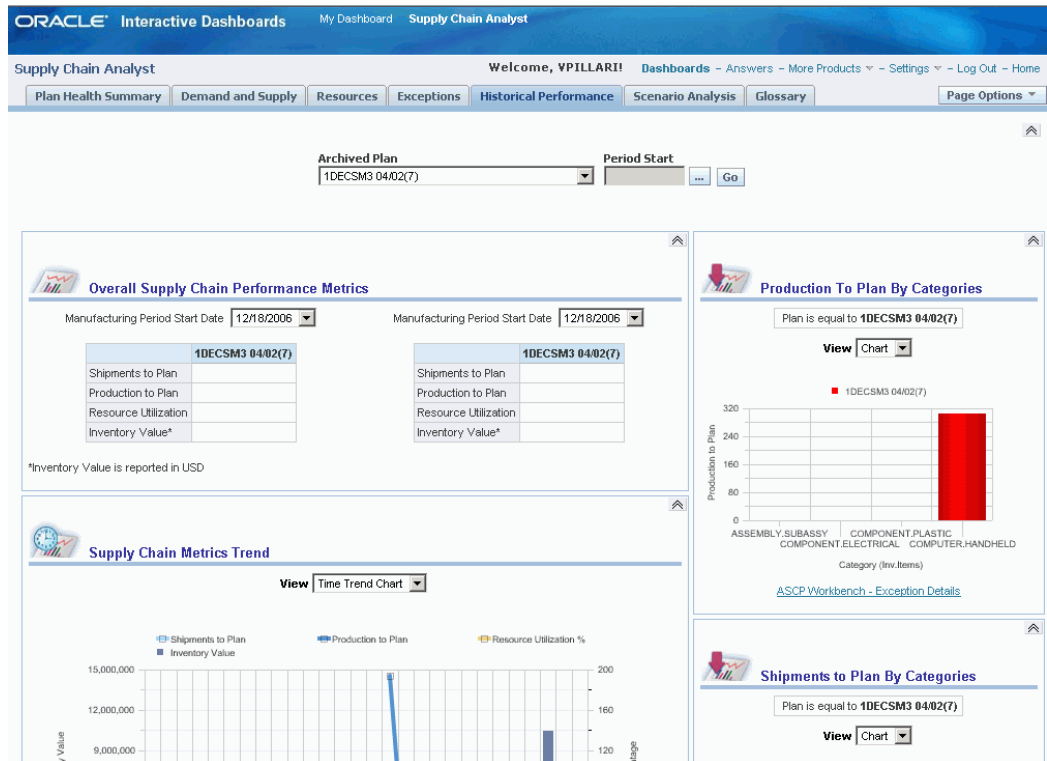 ORACLE® Interactive Dashboards My Dashboard Supply Chain Analyst
Supply Chain Analyst Welcome, VPILLARI! Dashboards - Answers - More Products - Settings - Log Out - Home
Plan Health Summary Demand and Supply Resources Exceptions Historical Performance Scenario Analysis Glossary Page Options
Archived Plan Period Start
1DECSM3 04/02(7) ... Go
Overall Supply Chain Performance Metrics
Manufacturing Period Start Date 12/18/2006 Manufacturing Period Start Date 12/18/2006
1DECSM3 04/02(7) 1DECSM3 04/02(7)
Shipments to Plan Shipments to Plan
Production to Plan Production to Plan
Resource Utilization Resource Utilization
Inventory Value* Inventory Value*
*Inventory Value is reported in USD
Production To Plan By Categories
Plan is equal to 1DECSM3 04/02(7)
View Chart
1DECSM3 04/02(7)
320
240
160
80
0
Production to Plan
ASSEMBLY.SUBASSY COMPONENT.PLASTIC
COMPONENT.ELECTRICAL COMPUTER.HANDHELD
Category (Inv.Items)
ASCP Workbench - Exception Details
Supply Chain Metrics Trend
View Time Trend Chart
Shipments to Plan Production to Plan Resource Utilization %
Inventory Value
15,000,000 200
12,000,000 160
9,000,000 120
Value
Shipments to Plan By Categories
Plan is equal to 1DECSM3 04/02(7)
View Chart